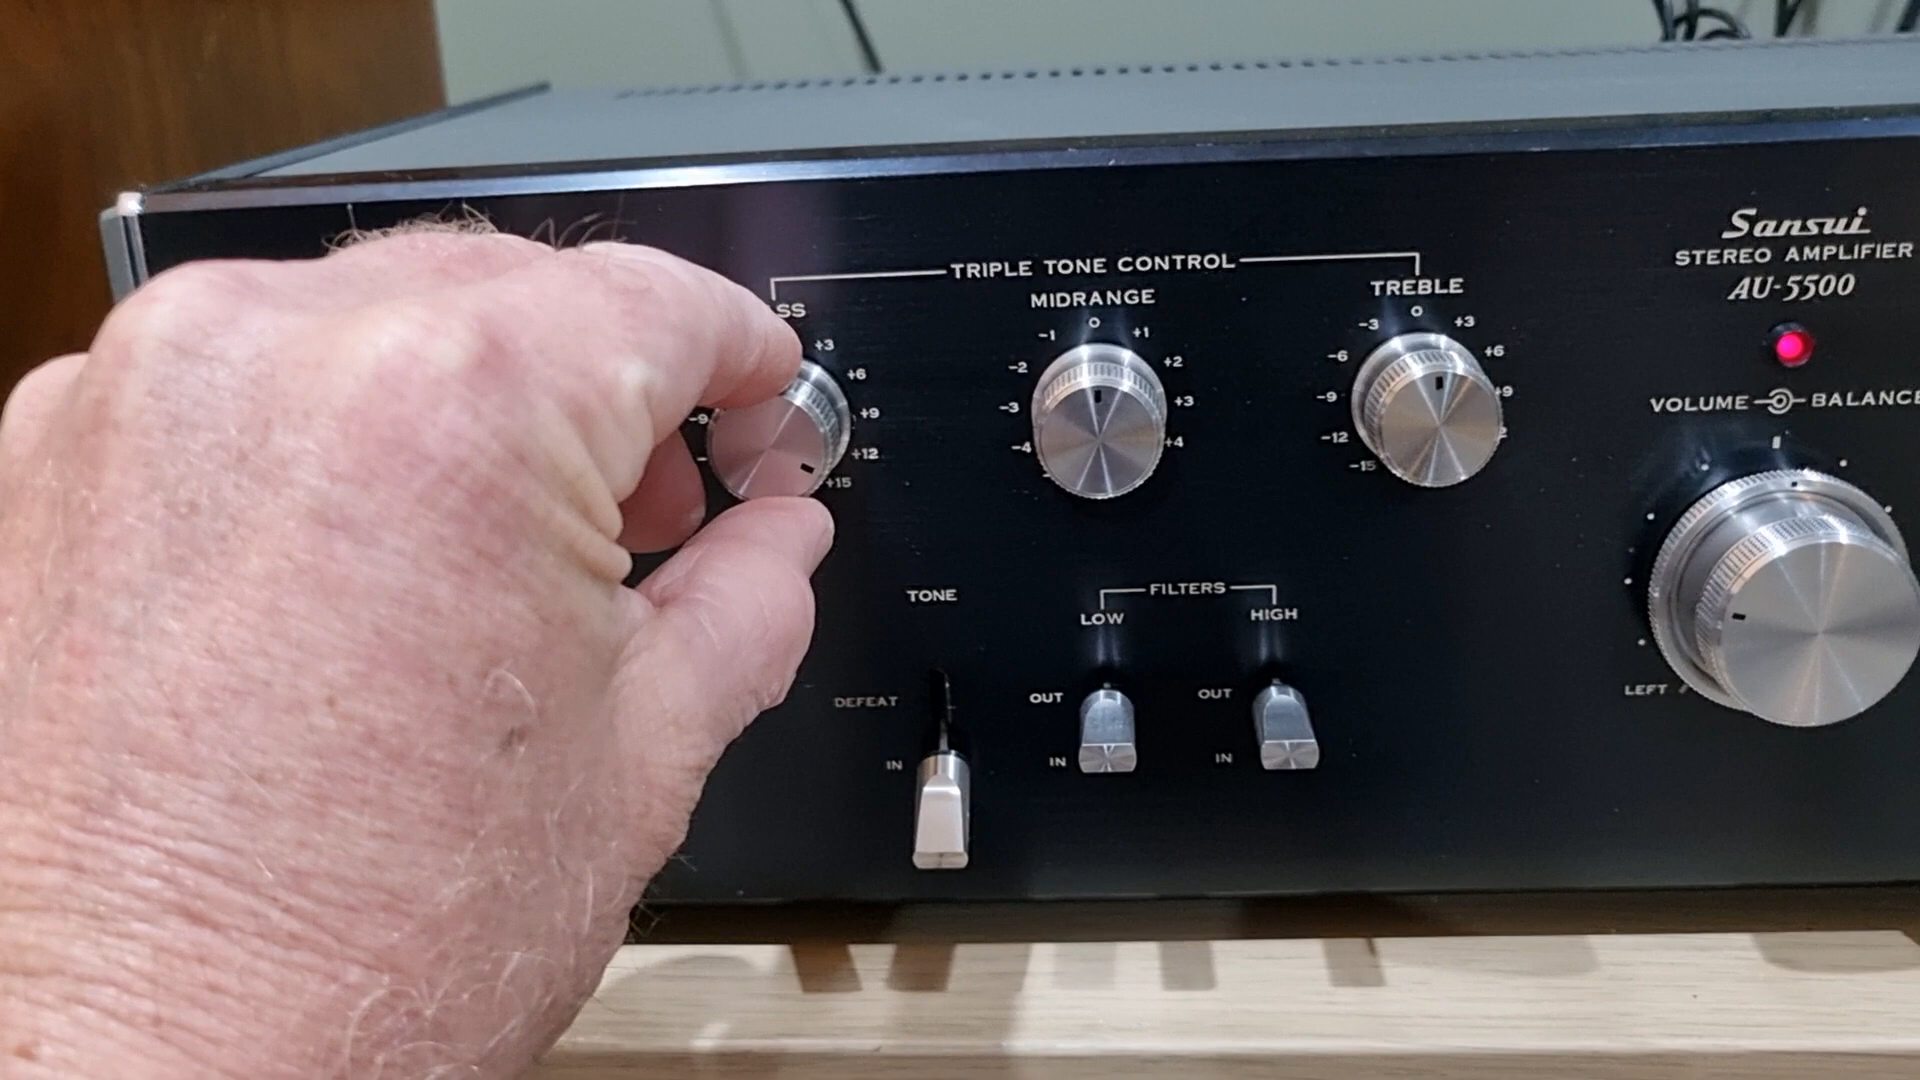 TRIPLE TONE CONTROL
SS
MIDRANGE
TREBLE
+3
+6
+9
+12
+15
-9
-4
-3
-2
-1
0
+1
+2
+3
+4
-15
-12
-9
-6
-3
0
+3
+6
+9
Sansui
STEREO AMPLIFIER
AU-5500
VOLUME BALANCE
LEFT
TONE
DEFEAT
IN
FILTERS
LOW
HIGH
OUT
IN
OUT
IN